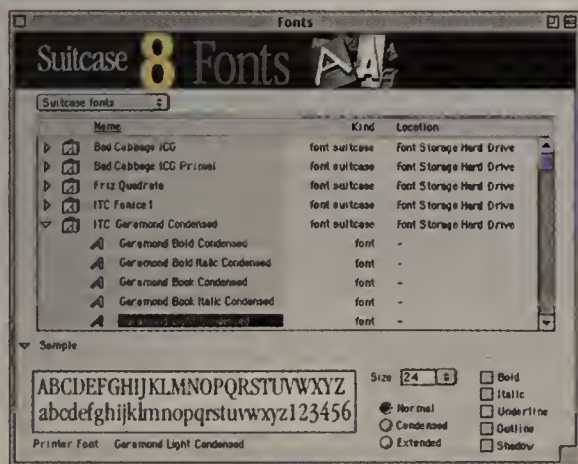 Fonts
Suitcase 8 Fonts
Suitcase fonts
Name Kind Location
Bad Cabbage ICG font suitcase Font Storage Hard Drive
Bad Cabbage ICG Primal font suitcase Font Storage Hard Drive
Friz Quadrata font suitcase Font Storage Hard Drive
ITC Fenice 1 font suitcase Font Storage Hard Drive
ITC Garamond Condensed font suitcase Font Storage Hard Drive
Garamond Bold Condensed font -
Garamond Bold Italic Condensed font -
Garamond Book Condensed font -
Garamond Book Italic Condensed font -
Garamond Light Condensed font -
Sample
ABCDEFGHIJKLMNOPQRSTUVWXYZ
abcdefghijklmnopqrstuvwxyz123456
Size 24
Normal
Condensed
Extended
Bold
Italic
Underline
Outline
Shadow
Printer Font Garamond Light Condensed